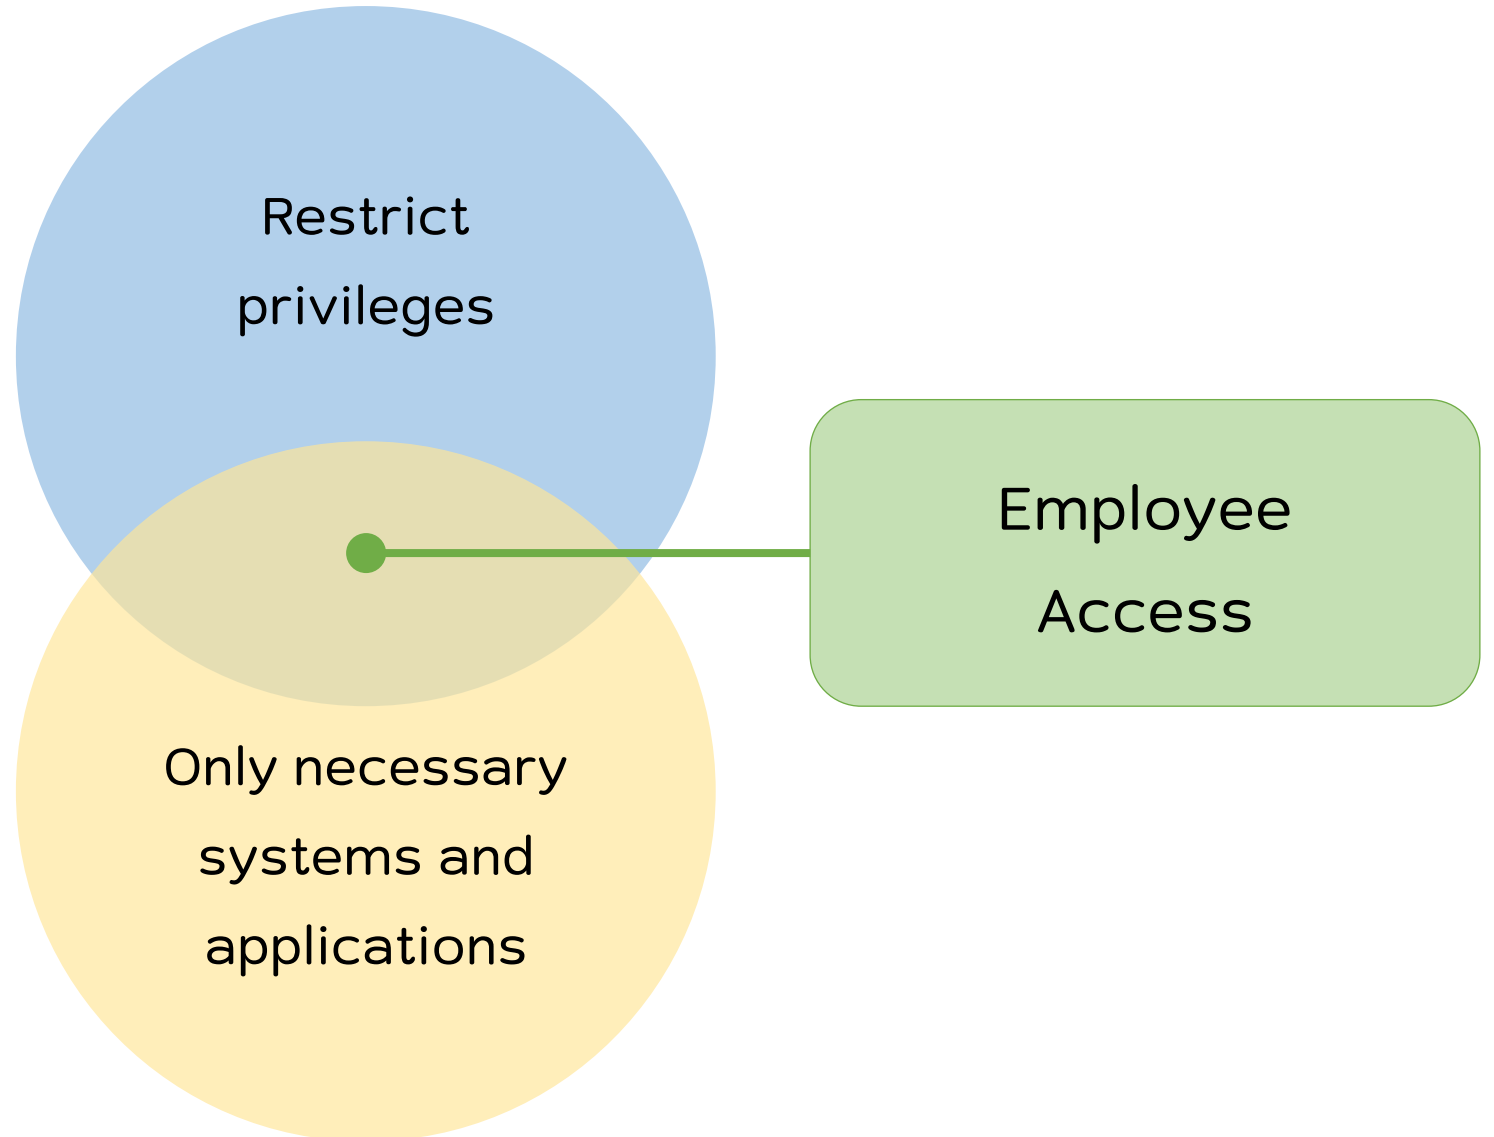 Restrict
privileges
Employee
Access
Only necessary
systems and
applications